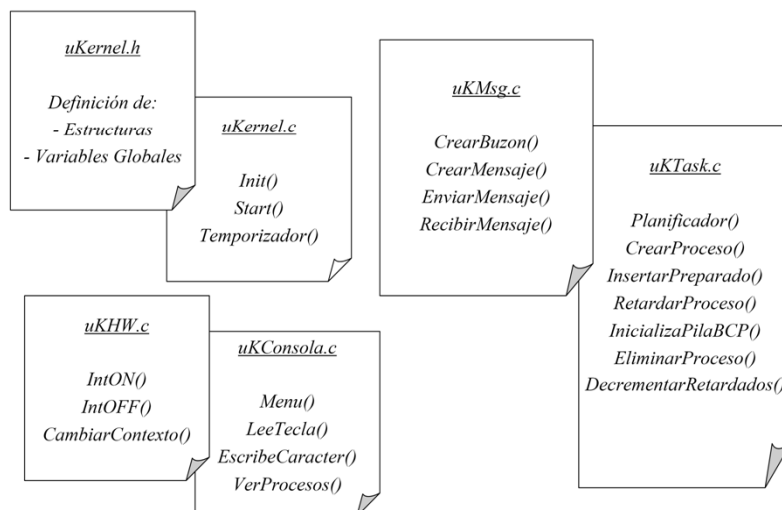 uKernel.h
Definición de:
- Estructuras
- Variables Globales
uKernel.c
Init()
Start()
Temporizador()
uKMsg.c
CrearBuzon()
CrearMensaje()
EnviarMensaje()
RecibirMensaje()
uKTask.c
Planificador()
CrearProceso()
InsertarPreparado()
RetardarProceso()
InicializaPilaBCP()
EliminarProceso()
DecrementarRetardados()
uKHW.c
IntON()
IntOFF()
CambiarContexto()
uKConsola.c
Menu()
LeeTecla()
EscribeCaracter()
VerProcesos()